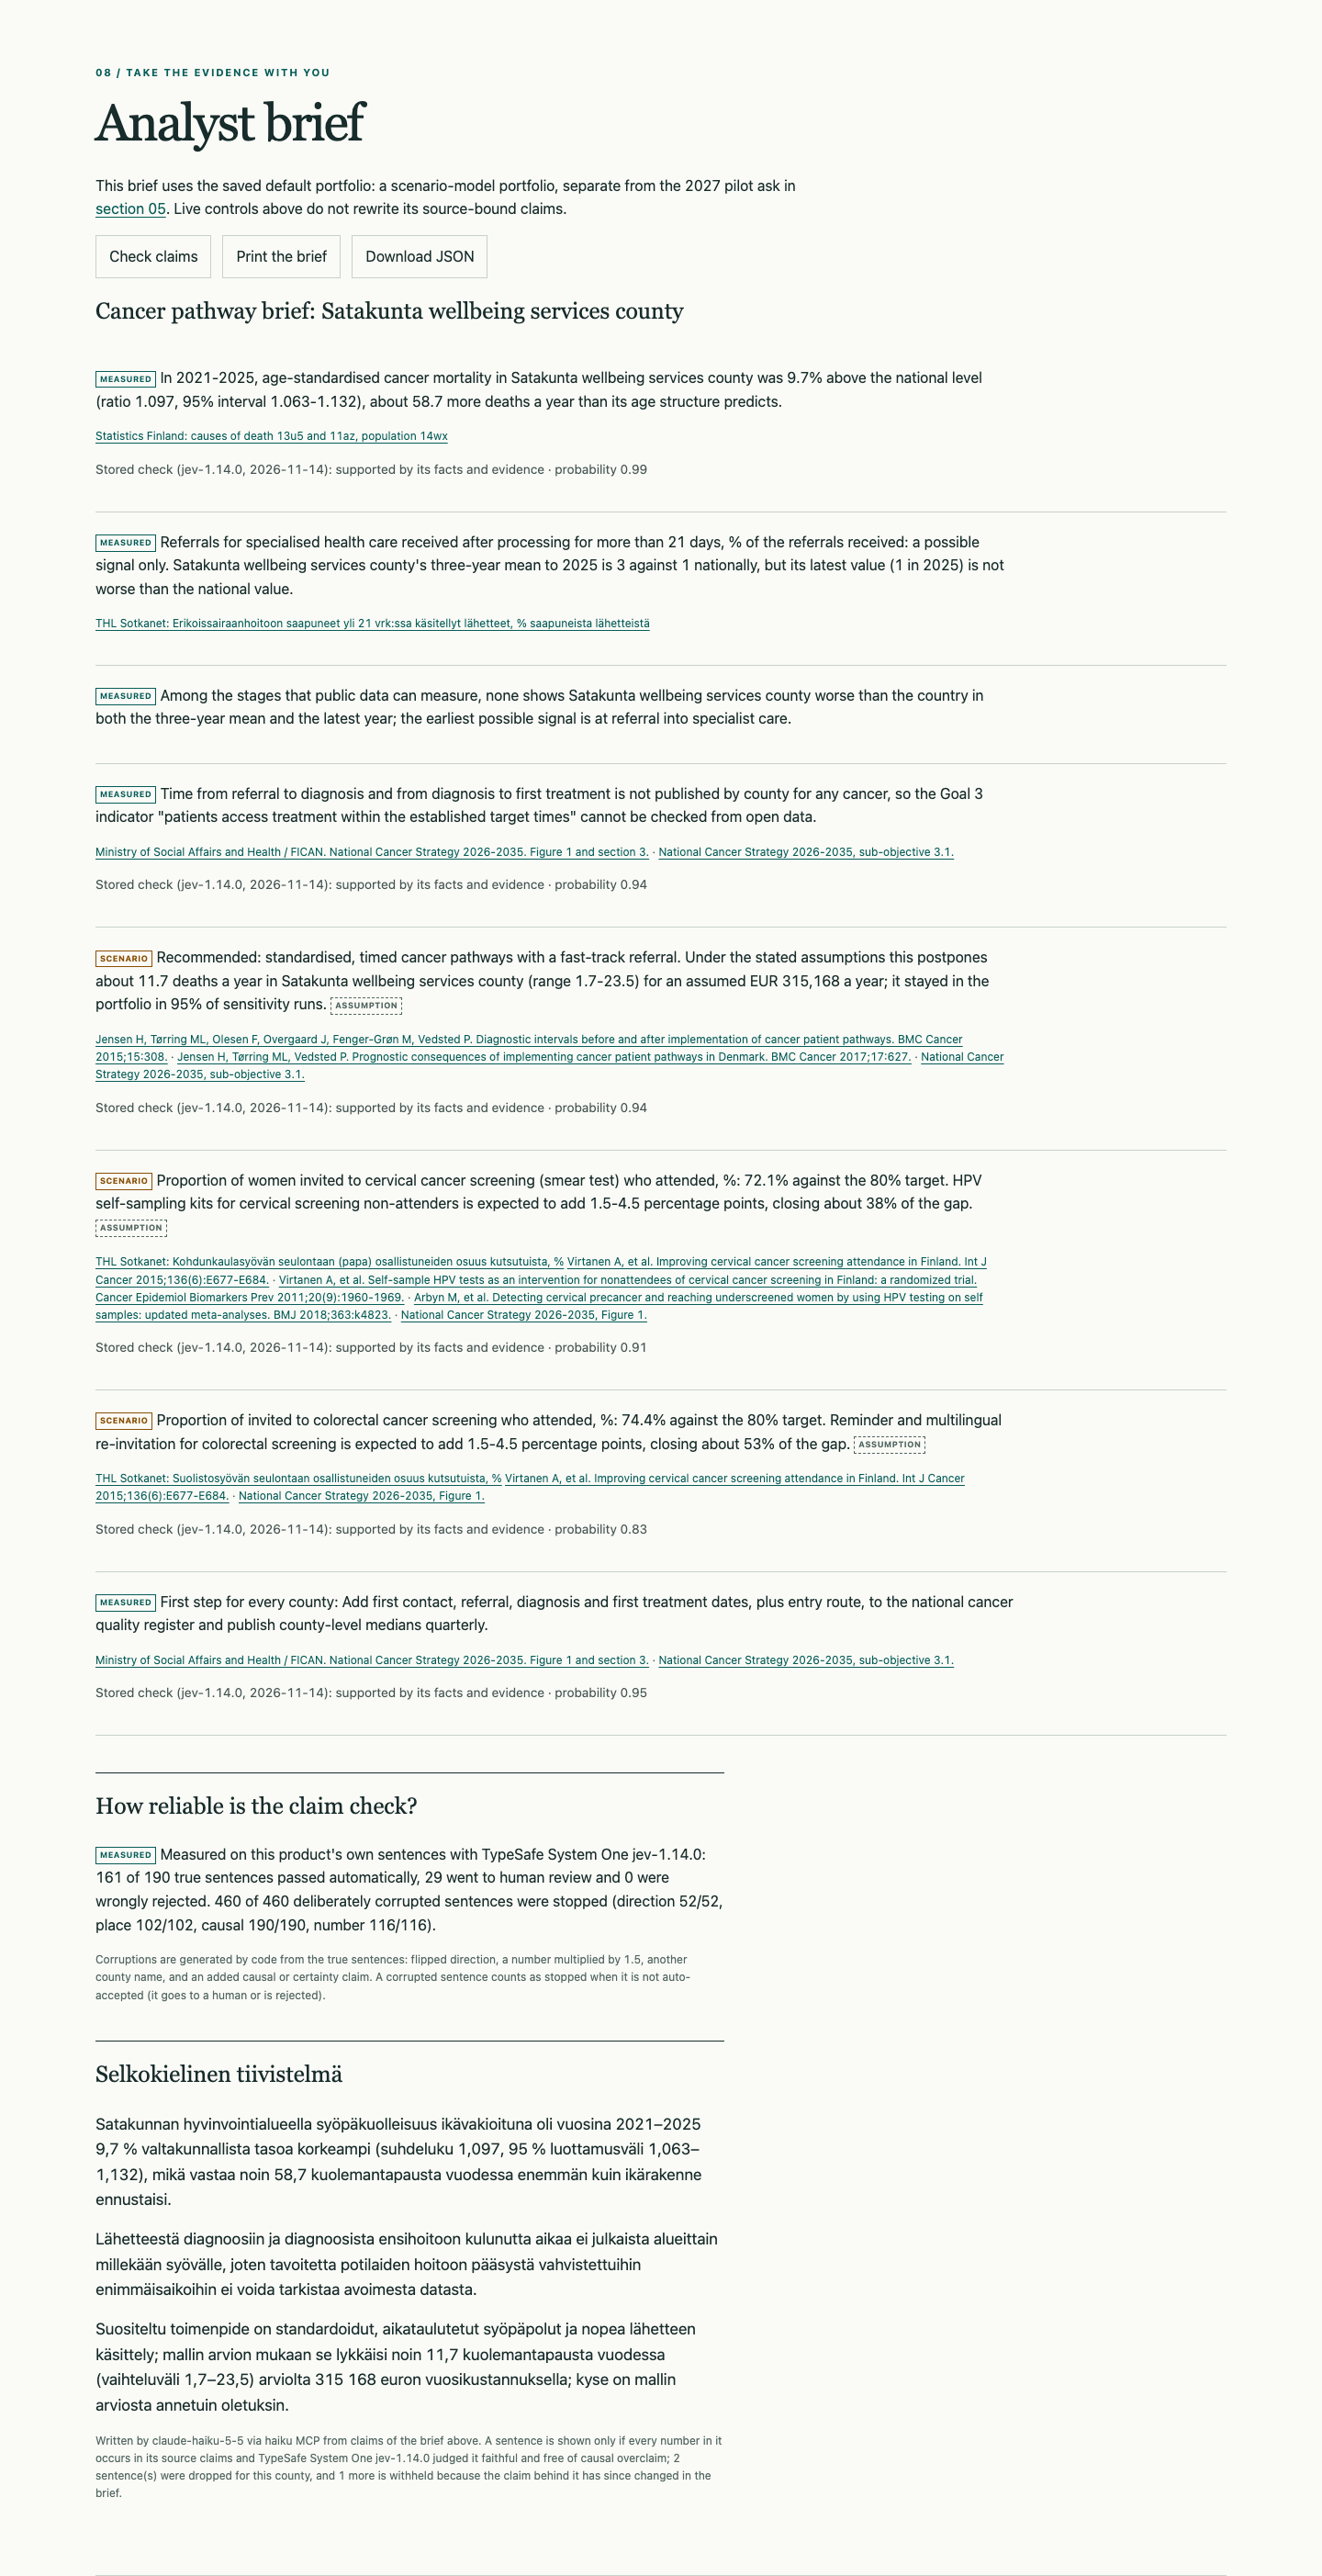 08 / TAKE THE EVIDENCE WITH YOU
Analyst brief
This brief uses the saved default portfolio: a scenario-model portfolio, separate from the 2027 pilot ask in
section 05. Live controls above do not rewrite its source-bound claims.
Check claims
Print the brief
Download JSON
Cancer pathway brief: Satakunta wellbeing services county
MEASURED In 2021-2025, age-standardised cancer mortality in Satakunta wellbeing services county was 9.7% above the national level
(ratio 1.097, 95% interval 1.063-1.132), about 58.7 more deaths a year than its age structure predicts.
Statistics Finland: causes of death 13u5 and 11az, population 14wx
Stored check (jev-1.14.0, 2026-11-14): supported by its facts and evidence · probability 0.99
MEASURED Referrals for specialised health care received after processing for more than 21 days, % of the referrals received: a possible
signal only. Satakunta wellbeing services county's three-year mean to 2025 is 3 against 1 nationally, but its latest value (1 in 2025) is not
worse than the national value.
THL Sotkanet: Erikoissairaanhoitoon saapuneet yli 21 vrk:ssa käsitellyt lähetteet, % saapuneista lähetteistä
MEASURED Among the stages that public data can measure, none shows Satakunta wellbeing services county worse than the country in
both the three-year mean and the latest year; the earliest possible signal is at referral into specialist care.
MEASURED Time from referral to diagnosis and from diagnosis to first treatment is not published by county for any cancer, so the Goal 3
indicator "patients access treatment within the established target times" cannot be checked from open data.
Ministry of Social Affairs and Health / FICAN. National Cancer Strategy 2026-2035. Figure 1 and section 3. · National Cancer Strategy 2026-2035, sub-objective 3.1.
Stored check (jev-1.14.0, 2026-11-14): supported by its facts and evidence · probability 0.94
SCENARIO Recommended: standardised, timed cancer pathways with a fast-track referral. Under the stated assumptions this postpones
about 11.7 deaths a year in Satakunta wellbeing services county (range 1.7-23.5) for an assumed EUR 315,168 a year; it stayed in the
portfolio in 95% of sensitivity runs. ASSUMPTION
Jensen H, Tørring ML, Olesen F, Overgaard J, Fenger-Grøn M, Vedsted P. Diagnostic intervals before and after implementation of cancer patient pathways. BMC Cancer
2015;15:308. · Jensen H, Tørring ML, Vedsted P. Prognostic consequences of implementing cancer patient pathways in Denmark. BMC Cancer 2017;17:627. · National Cancer
Strategy 2026-2035, sub-objective 3.1.
Stored check (jev-1.14.0, 2026-11-14): supported by its facts and evidence · probability 0.94
SCENARIO Proportion of women invited to cervical cancer screening (smear test) who attended, %: 72.1% against the 80% target. HPV
self-sampling kits for cervical screening non-attenders is expected to add 1.5-4.5 percentage points, closing about 38% of the gap.
ASSUMPTION
THL Sotkanet: Kohdunkaulasyövän seulontaan (papa) osallistuneiden osuus kutsutuista, % Virtanen A, et al. Improving cervical cancer screening attendance in Finland. Int J
Cancer 2015;136(6):E677-E684. · Virtanen A, et al. Self-sample HPV tests as an intervention for nonattendees of cervical cancer screening in Finland: a randomized trial.
Cancer Epidemiol Biomarkers Prev 2011;20(9):1960-1969. · Arbyn M, et al. Detecting cervical precancer and reaching underscreened women by using HPV testing on self
samples: updated meta-analyses. BMJ 2018;363:k4823. · National Cancer Strategy 2026-2035, Figure 1.
Stored check (jev-1.14.0, 2026-11-14): supported by its facts and evidence · probability 0.91
SCENARIO Proportion of invited to colorectal cancer screening who attended, %: 74.4% against the 80% target. Reminder and multilingual
re-invitation for colorectal screening is expected to add 1.5-4.5 percentage points, closing about 53% of the gap. ASSUMPTION
THL Sotkanet: Suolistosyövän seulontaan osallistuneiden osuus kutsutuista, % Virtanen A, et al. Improving cervical cancer screening attendance in Finland. Int J Cancer
2015;136(6):E677-E684. · National Cancer Strategy 2026-2035, Figure 1.
Stored check (jev-1.14.0, 2026-11-14): supported by its facts and evidence · probability 0.83
MEASURED First step for every county: Add first contact, referral, diagnosis and first treatment dates, plus entry route, to the national cancer
quality register and publish county-level medians quarterly.
Ministry of Social Affairs and Health / FICAN. National Cancer Strategy 2026-2035. Figure 1 and section 3. · National Cancer Strategy 2026-2035, sub-objective 3.1.
Stored check (jev-1.14.0, 2026-11-14): supported by its facts and evidence · probability 0.95
How reliable is the claim check?
MEASURED Measured on this product's own sentences with TypeSafe System One jev-1.14.0:
161 of 190 true sentences passed automatically, 29 went to human review and 0 were
wrongly rejected. 460 of 460 deliberately corrupted sentences were stopped (direction 52/52,
place 102/102, causal 190/190, number 116/116).
Corruptions are generated by code from the true sentences: flipped direction, a number multiplied by 1.5, another
county name, and an added causal or certainty claim. A corrupted sentence counts as stopped when it is not auto-
accepted (it goes to a human or is rejected).
Selkokielinen tiivistelmä
Satakunnan hyvinvointialueella syöpäkuolleisuus ikävakioituna oli vuosina 2021–2025
9,7 % valtakunnallista tasoa korkeampi (suhdeluku 1,097, 95 % luottamusväli 1,063–
1,132), mikä vastaa noin 58,7 kuolemantapausta vuodessa enemmän kuin ikärakenne
ennustaisi.
Lähetteestä diagnoosiin ja diagnoosista ensihoitoon kulunutta aikaa ei julkaista alueittain
millekään syövälle, joten tavoitetta potilaiden hoitoon pääsystä vahvistettuihin
enimmäisaikoihin ei voida tarkistaa avoimesta datasta.
Suositeltu toimenpide on standardoidut, aikataulutetut syöpäpolut ja nopea lähetteen
käsittely; mallin arvion mukaan se lykkäisi noin 11,7 kuolemantapausta vuodessa
(vaihteluväli 1,7–23,5) arviolta 315 168 euron vuosikustannuksella; kyse on mallin
arviosta annetuin oletuksin.
Written by claude-haiku-5-5 via haiku MCP from claims of the brief above. A sentence is shown only if every number in it
occurs in its source claims and TypeSafe System One jev-1.14.0 judged it faithful and free of causal overclaim; 2
sentence(s) were dropped for this county, and 1 more is withheld because the claim behind it has since changed in the
brief.